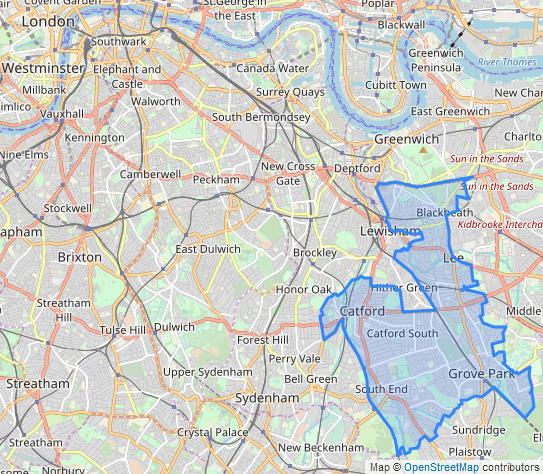 Covent Garden
St.George in
the East
Poplar
London
Southwark
Blackwall
Greenwich
Peninsula
Westminster
Elephant and
Castle
Canada Water
River Thames
Millbank
Cubitt Town
Pimlico
Walworth
Surrey Quays
New Char
Vauxhall
South Bermondsey
East Greenwich
Kennington
Greenwich
Charlto
Nine Elms
New Cross
Gate
Deptford
Sun in the Sands
Camberwell
Peckham
Sun in the Sands
Stockwell
Blackheath
Kidbrooke Interchan
apham
Lewisham
East Dulwich
Brockley
Lee
Brixton
Honor Oak
Hither Green
Streatham
Hill
Tulse Hill
Dulwich
Catford
Middle
Forest Hill
Catford South
Perry Vale
Upper Sydenham
Bell Green
Grove Park
Streatham
South End
Sydenham
Crystal Palace
Sundridge
Streatham
New Beckenham
Plaistow
Norbury
Map © OpenStreetMap contributors